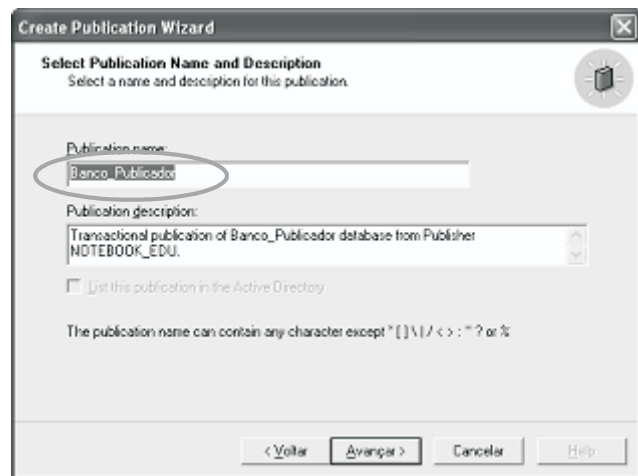 Create Publication Wizard
Select Publication Name and Description
Select a name and description for this publication.
Publication name:
Banco_Publicador
Publication description:
Transactional publication of Banco_Publicador database from Publisher
NOTEBOOK_EDU.
List this publication in the Active Directory
The publication name can contain any character except * [ ] \ | / < > : " ? or %
< Voltar
Avançar >
Cancelar
Help